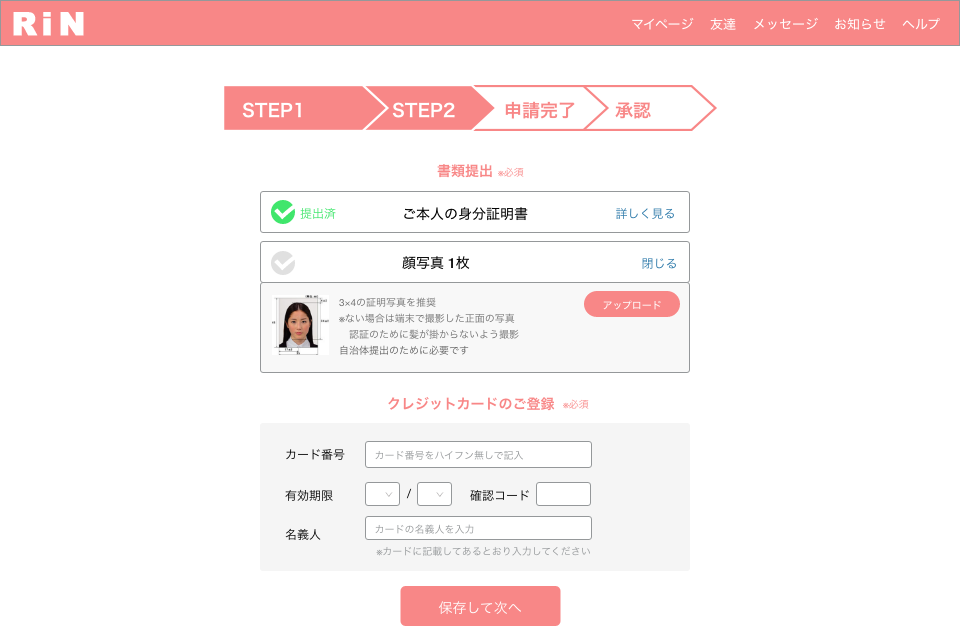 RiN
マイページ 友達 メッセージ お知らせ ヘルプ
STEP1 STEP2 申請完了 承認
書類提出 ※必須
提出済 ご本人の身分証明書 詳しく見る
顔写真 1枚 閉じる
3×4の証明写真を推奨
※ない場合は端末で撮影した正面の写真
認証のために髪が掛からないよう撮影
自治体提出のために必要です
アップロード
クレジットカードのご登録 ※必須
カード番号 カード番号をハイフン無しで記入
有効期限 / 確認コード
名義人 カードの名義人を入力
※カードに記載してあるとおり入力してください
保存して次へ